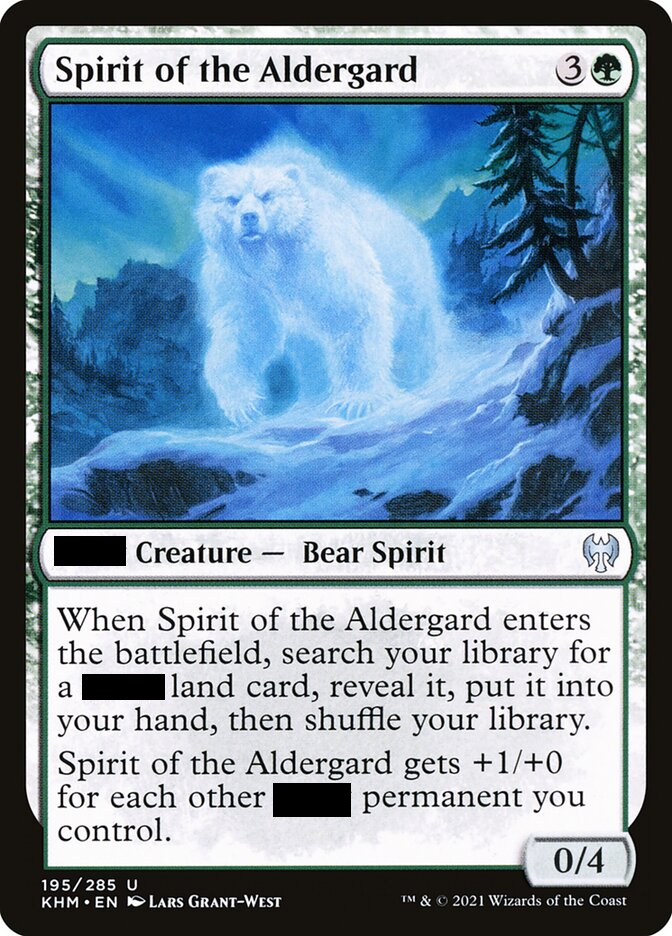 Spirit of the Aldergard 3
Creature — Bear Spirit
When Spirit of the Aldergard enters
the battlefield, search your library for
a land card, reveal it, put it into
your hand, then shuffle your library.
Spirit of the Aldergard gets +1/+0
for each other permanent you
control.
0/4
195/285 U
KHM • EN Lars Grant-West
™ & © 2021 Wizards of the Coast